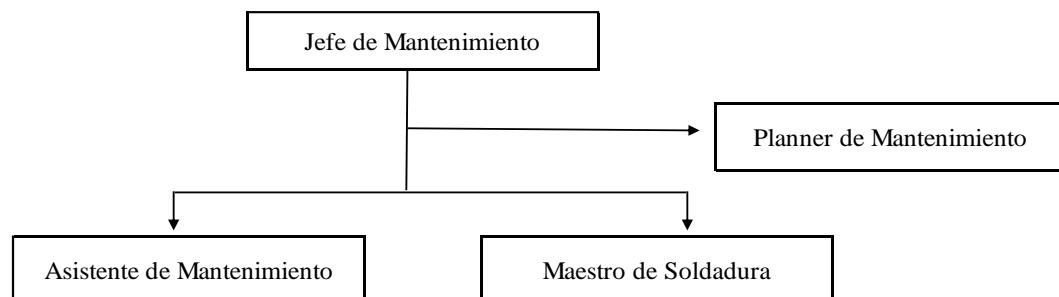 Jefe de Mantenimiento
Planner de Mantenimiento
Asistente de Mantenimiento
Maestro de Soldadura